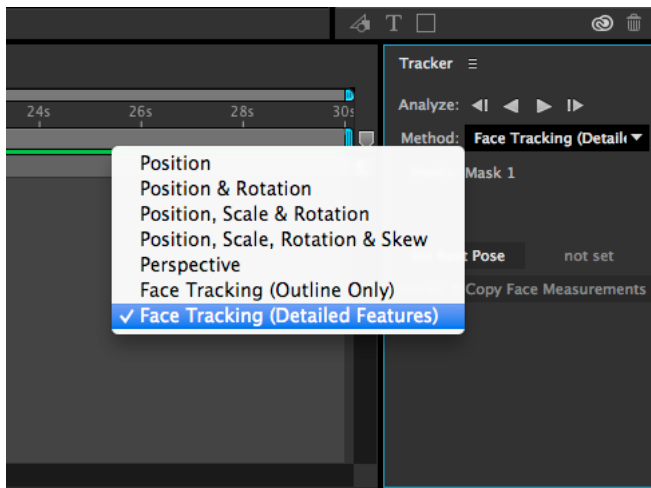 T
Tracker
24s 26s 28s 30s
Analyze:
Method: Face Tracking (Detail
Position
Position & Rotation
Position, Scale & Rotation
Position, Scale, Rotation & Skew
Perspective
Face Tracking (Outline Only)
✓ Face Tracking (Detailed Features)
Mask 1
Pose not set
Copy Face Measurements